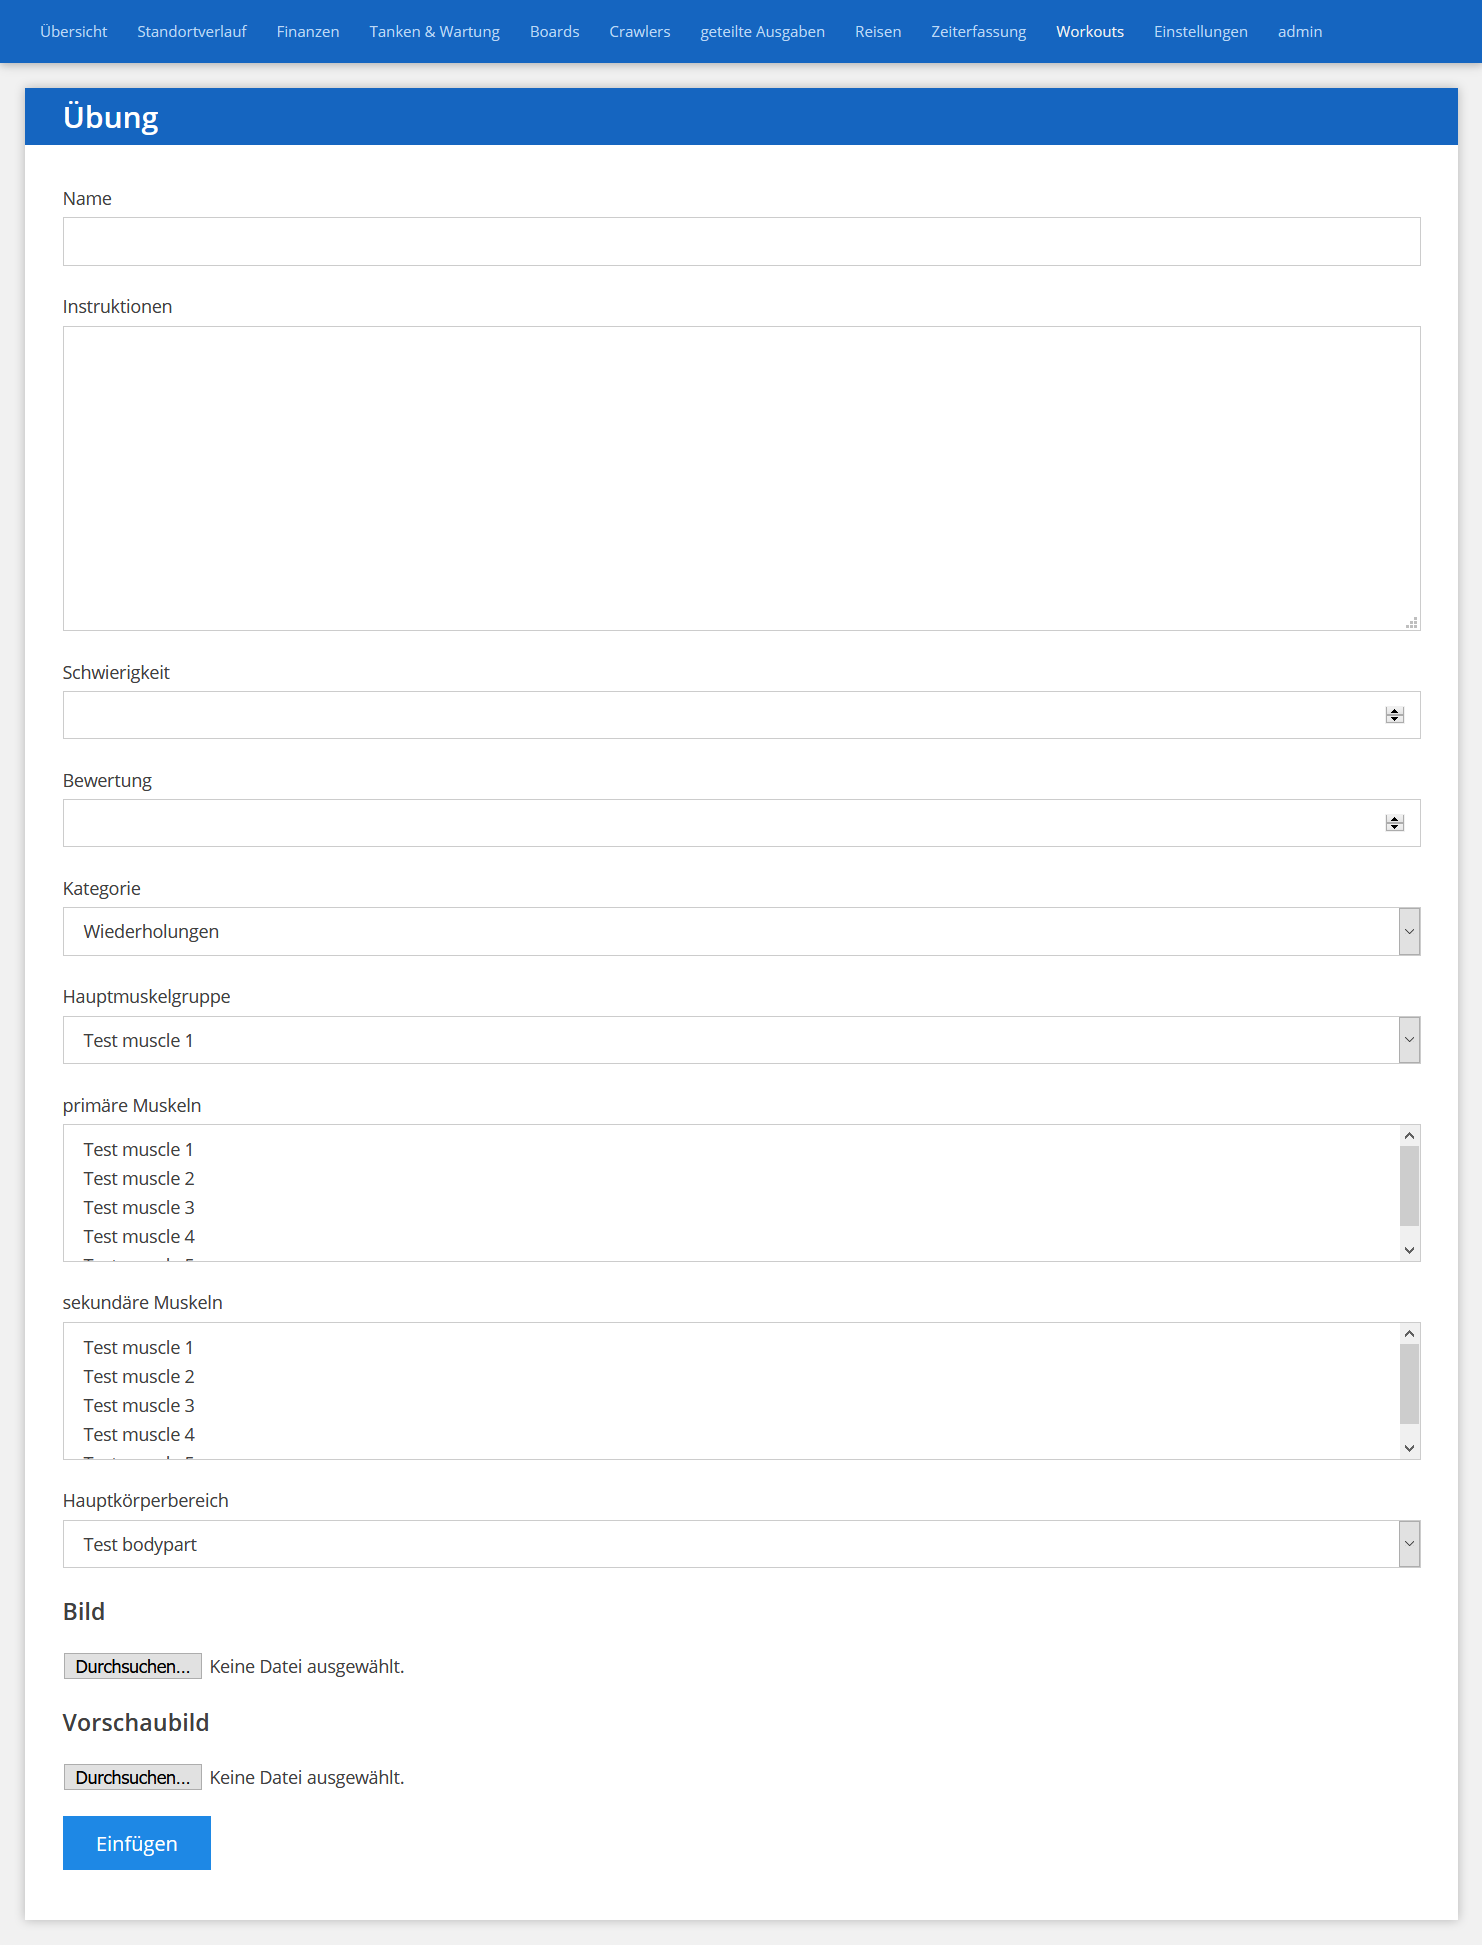 Übersicht Standortverlauf Finanzen Tanken & Wartung Boards Crawlers geteilte Ausgaben Reisen Zeiterfassung Workouts Einstellungen admin
Übung
Name
Instruktionen
Schwierigkeit
Bewertung
Kategorie
Wiederholungen
Hauptmuskelgruppe
Test muscle 1
primäre Muskeln
Test muscle 1
Test muscle 2
Test muscle 3
Test muscle 4
sekundäre Muskeln
Test muscle 1
Test muscle 2
Test muscle 3
Test muscle 4
Hauptkörperbereich
Test bodypart
Bild
Durchsuchen... Keine Datei ausgewählt.
Vorschaubild
Durchsuchen... Keine Datei ausgewählt.
Einfügen